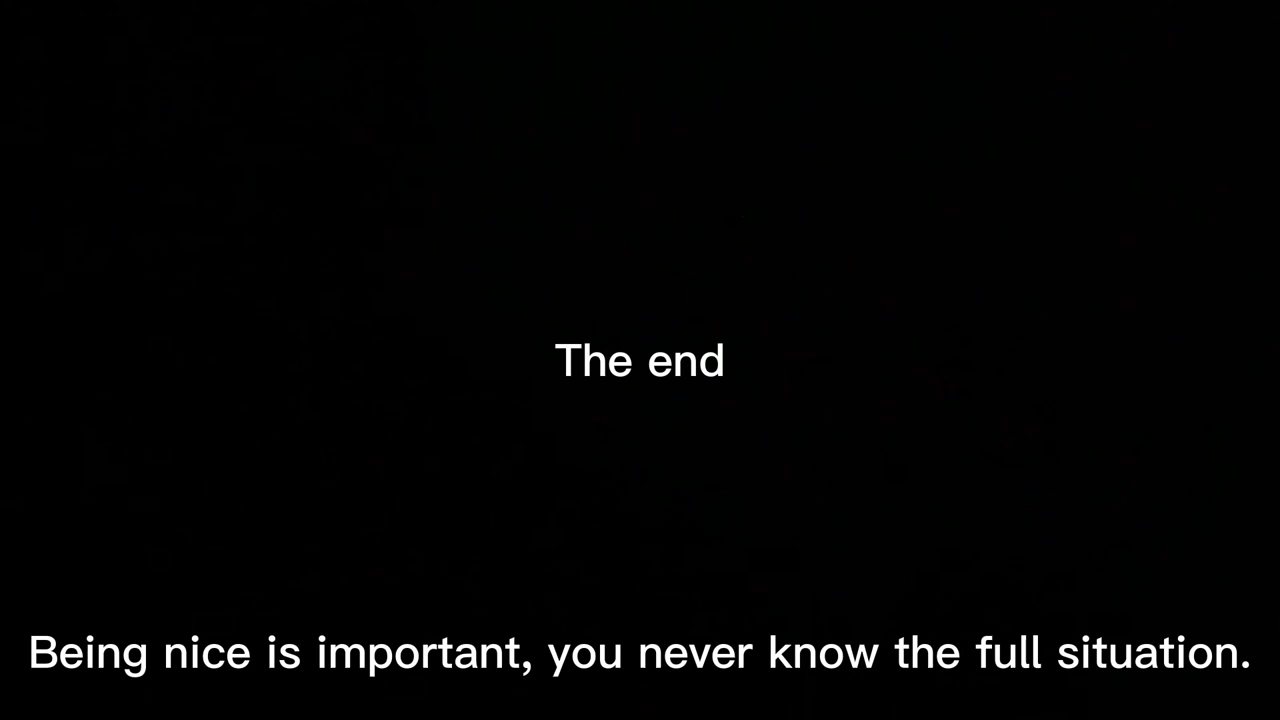 The end
Being nice is important, you never know the full situation.